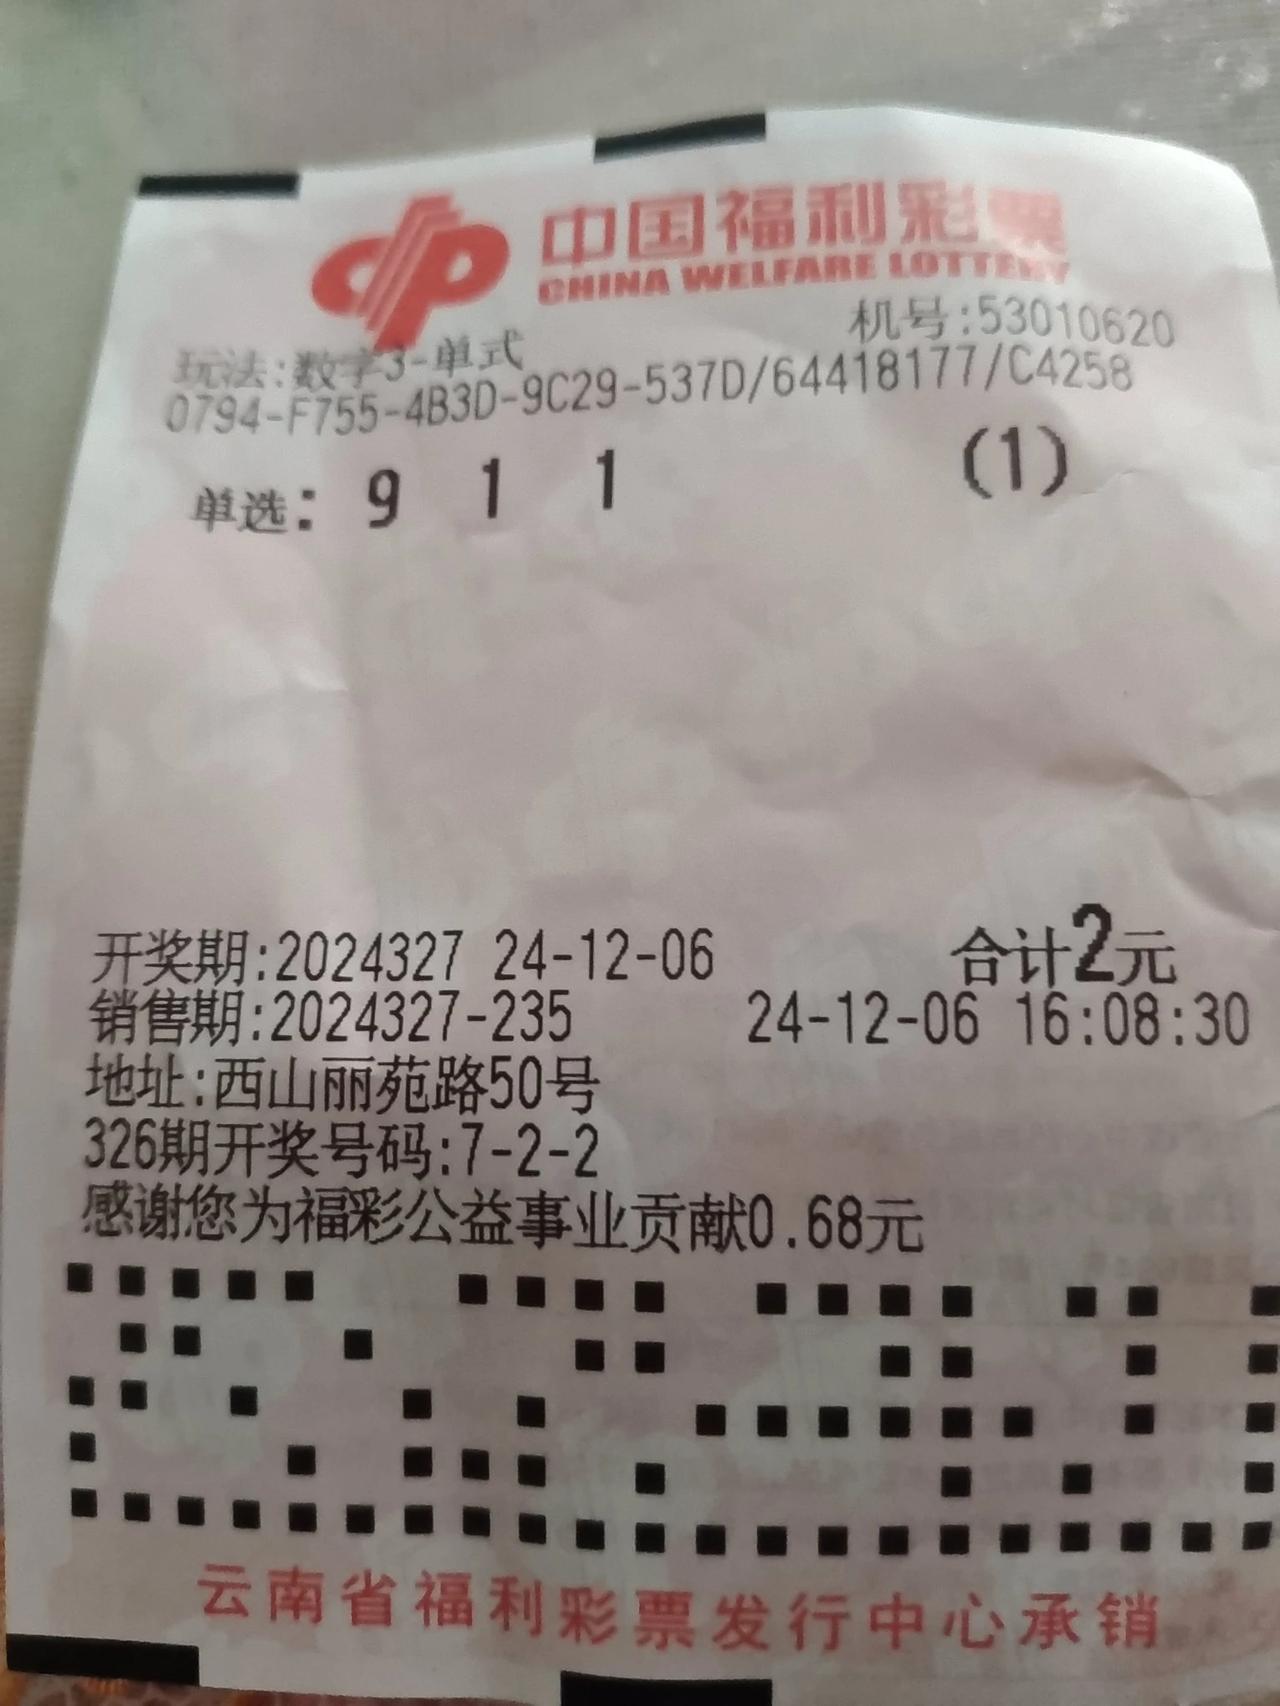 中国福利彩票
CHINA WELFARE LOTTERY
机号:53010620
玩法:数字3-单式
0794-F755-4B3D-9C29-537D/64418177/C4258
单选: 9 1 1 (1)
开奖期:2024327 24-12-06 合计2元
销售期:2024327-235 24-12-06 16:08:30
地址:西山丽苑路50号
326期开奖号码:7-2-2
感谢您为福彩公益事业贡献0.68元
云南省福利彩票发行中心承销